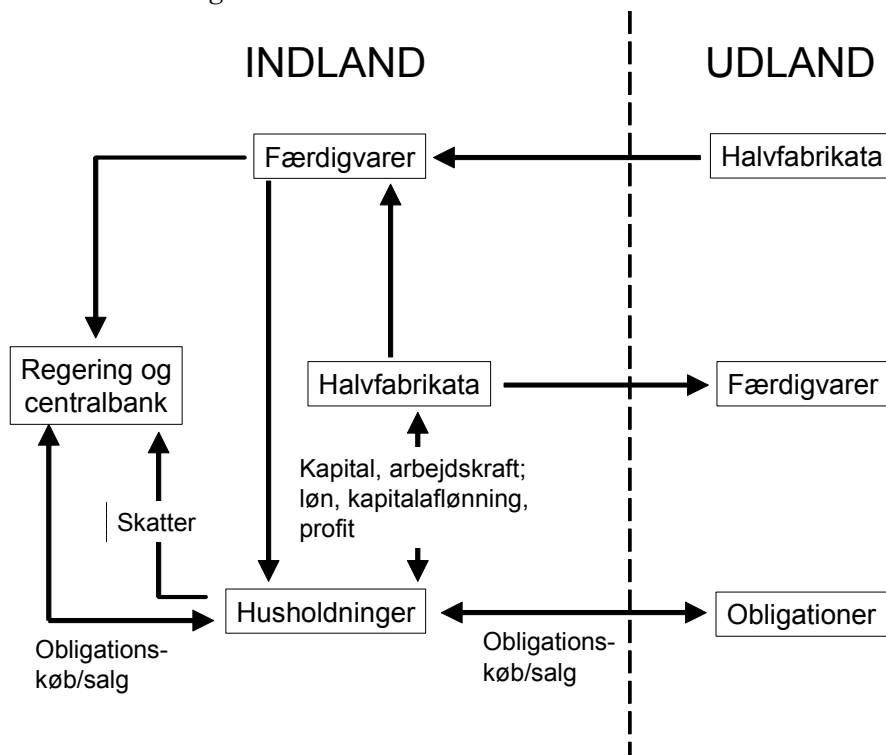 INDLAND
UDLAND
Færdigvarer
Halvfabrikata
Regering og
centralbank
Halvfabrikata
Færdigvarer
Kapital, arbejdskraft;
løn, kapitalaflønning,
profit
Skatter
Husholdninger
Obligationer
Obligations-
køb/salg
Obligations-
køb/salg